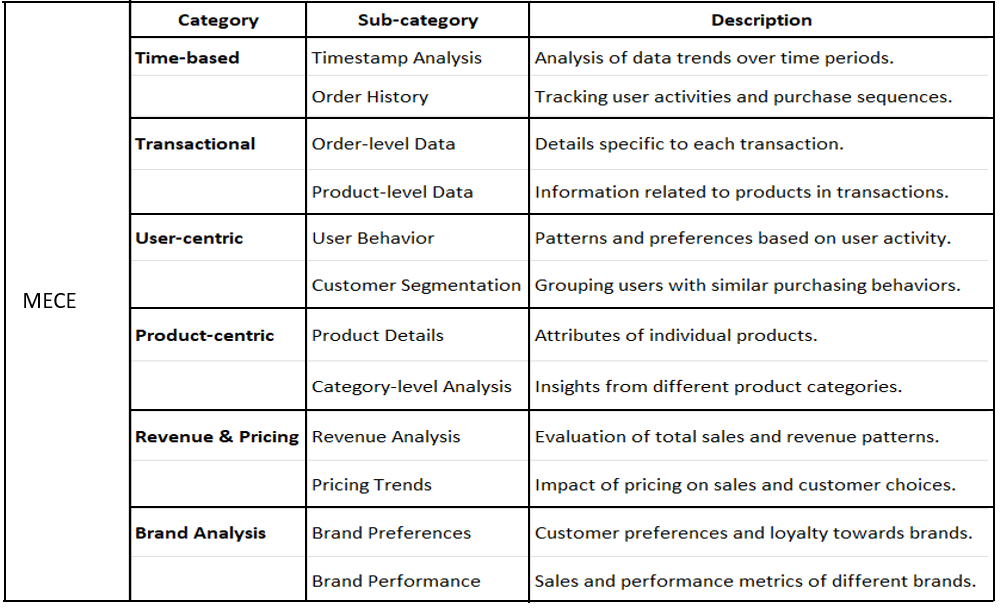 Category Sub-category Description
Time-based Timestamp Analysis Analysis of data trends over time periods.
Order History Tracking user activities and purchase sequences.
Transactional Order-level Data Details specific to each transaction.
Product-level Data Information related to products in transactions.
User-centric User Behavior Patterns and preferences based on user activity.
Customer Segmentation Grouping users with similar purchasing behaviors.
MECE
Product-centric Product Details Attributes of individual products.
Category-level Analysis Insights from different product categories.
Revenue & Pricing Revenue Analysis Evaluation of total sales and revenue patterns.
Pricing Trends Impact of pricing on sales and customer choices.
Brand Analysis Brand Preferences Customer preferences and loyalty towards brands.
Brand Performance Sales and performance metrics of different brands.